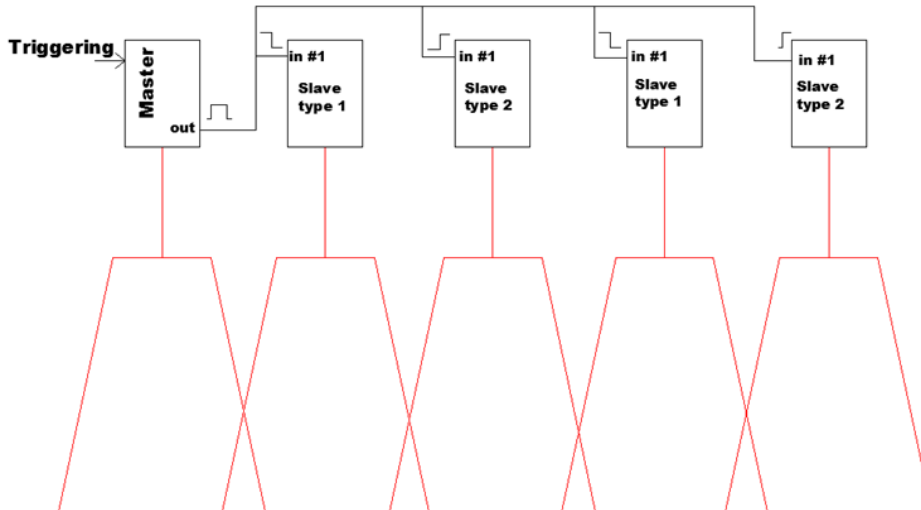 Triggering
Master
out
in #1
Slave
type 1
in #1
Slave
type 2
in #1
Slave
type 1
in #1
Slave
type 2